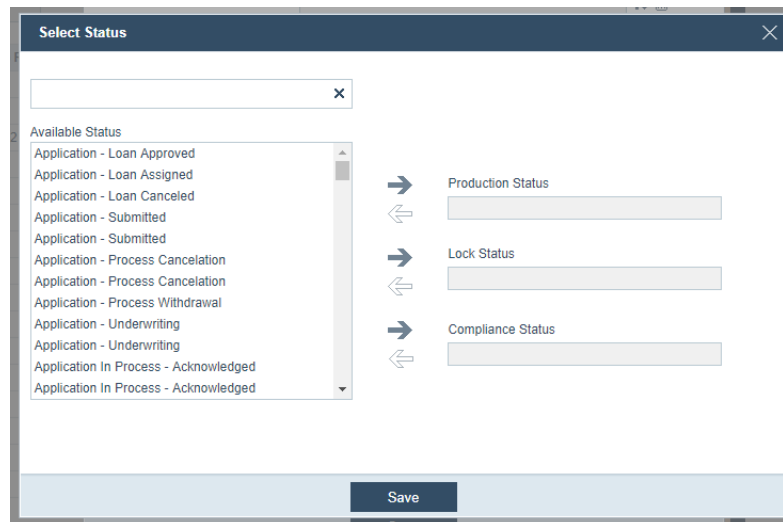 Select Status
Available Status
Application - Loan Approved
Application - Loan Assigned
Application - Loan Canceled
Application - Submitted
Application - Submitted
Application - Process Cancelation
Application - Process Cancelation
Application - Process Withdrawal
Application - Underwriting
Application - Underwriting
Application In Process - Acknowledged
Application In Process - Acknowledged
Production Status
Lock Status
Compliance Status
Save